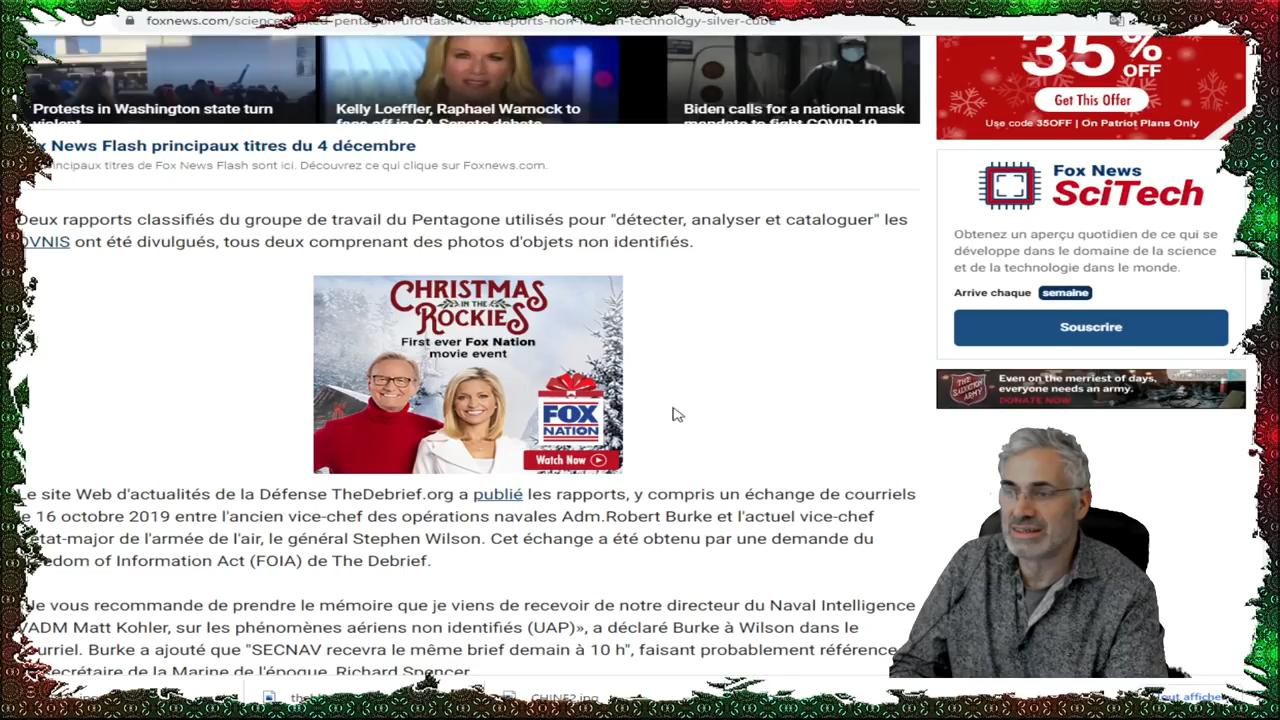 foxnews.com/science
pentagon-ufo-task-force-reports-non
technology-silver-cube
Protests in Washington state turn
violent
Kelly Loeffler, Raphael Warnock to
face off in GA Senate debate
Biden calls for a national mask
mandate to fight COVID-19
News Flash principaux titres du 4 décembre
principaux titres de Fox News Flash sont ici. Découvrez ce qui clique sur Foxnews.com.
Deux rapports classifiés du groupe de travail du Pentagone utilisés pour "détecter, analyser et cataloguer" les
OVNIS ont été divulgués, tous deux comprenant des photos d'objets non identifiés.
CHRISTMAS
IN THE
ROCKIES
First ever Fox Nation
movie event
FOX
NATION
Watch Now
Le site Web d'actualités de la Défense TheDebrief.org a publié les rapports, y compris un échange de courriels
le 16 octobre 2019 entre l'ancien vice-chef des opérations navales Adm.Robert Burke et l'actuel vice-chef
état-major de l'armée de l'air, le général Stephen Wilson. Cet échange a été obtenu par une demande du
edom of Information Act (FOIA) de The Debrief.
Je vous recommande de prendre le mémoire que je viens de recevoir de notre directeur du Naval Intelligence
VADM Matt Kohler, sur les phénomènes aériens non identifiés (UAP)», a déclaré Burke à Wilson dans le
urriel. Burke a ajouté que "SECNAV recevra le même brief demain à 10 h", faisant probablement référence
secrétaire de la Marine de l'époque, Richard Spencer
35% OFF
Get This Offer
Use code 35OFF | On Patriot Plans Only
Fox News
SciTech
Obtenez un aperçu quotidien de ce qui se
développe dans le domaine de la science
et de la technologie dans le monde.
Arrive chaque semaine
Souscrire
THE SALVATION ARMY
Even on the merriest of days,
everyone needs an army.
DONATE NOW
CHINE2.jpg
tout affiche